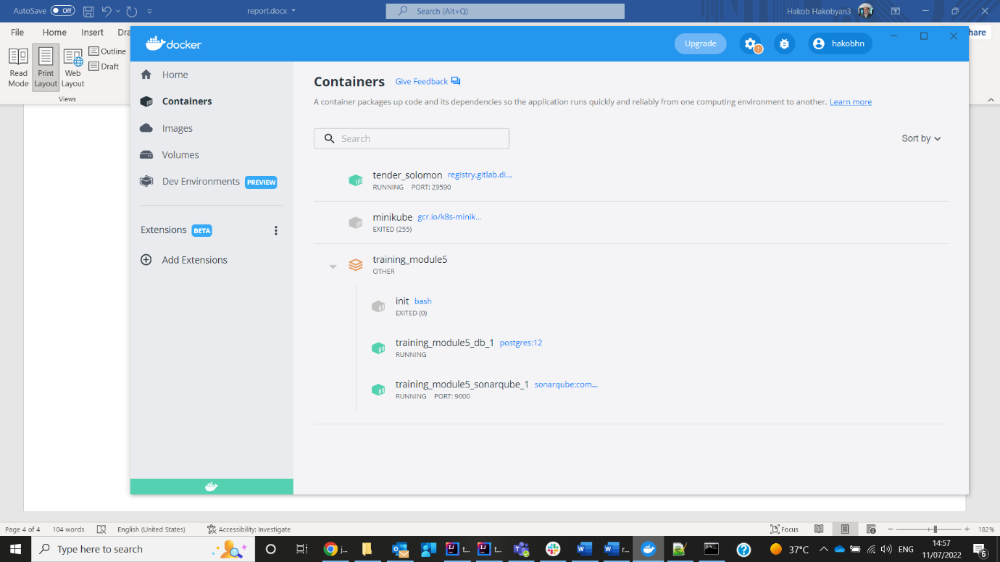 AutoSave Off report.docx Search (Alt+Q) Hakob Hakobyan3
File Home Insert Dra hare
Read Mode
Print Layout
Web Layout
Outline
Draft
Views
docker Upgrade hakobhn
Home
Containers
Images
Volumes
Dev Environments PREVIEW
Extensions BETA
Add Extensions
Containers Give Feedback
A container packages up code and its dependencies so the application runs quickly and reliably from one computing environment to another. Learn more
Search Sort by
tender_solomon registry.gitlab.di...
RUNNING PORT: 29590
minikube gcr.io/k8s-minik...
EXITED (255)
training_module5
OTHER
init bash
EXITED (0)
training_module5_db_1 postgres:12
RUNNING
training_module5_sonarqube_1 sonarqube:com...
RUNNING PORT: 9000
Page 4 of 4 104 words English (United States) Accessibility: Investigate Focus 182%
Type here to search j... t... t... r... 37°C ENG 14:57
11/07/2022 6